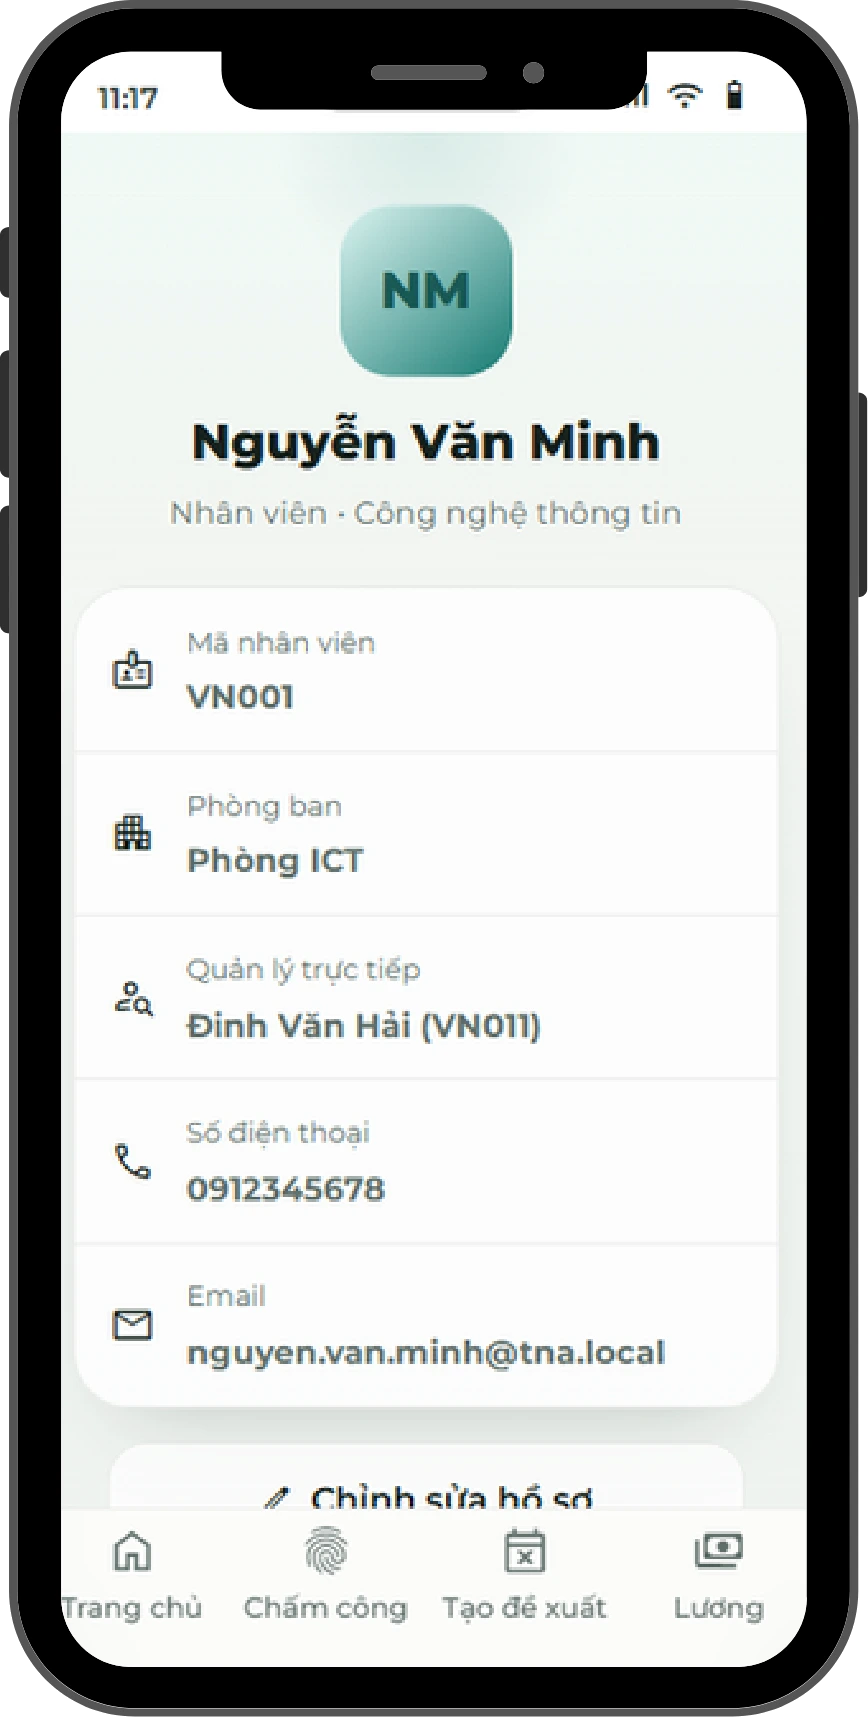 11:17
NM
Nguyễn Văn Minh
Nhân viên • Công nghệ thông tin
Mã nhân viên
VN001
Phòng ban
Phòng ICT
Quản lý trực tiếp
Đinh Văn Hải (VN011)
Số điện thoại
0912345678
Email
nguyen.van.minh@tna.local
Chỉnh sửa hồ sơ
Trang chủ
Chấm công
Tạo đề xuất
Lương